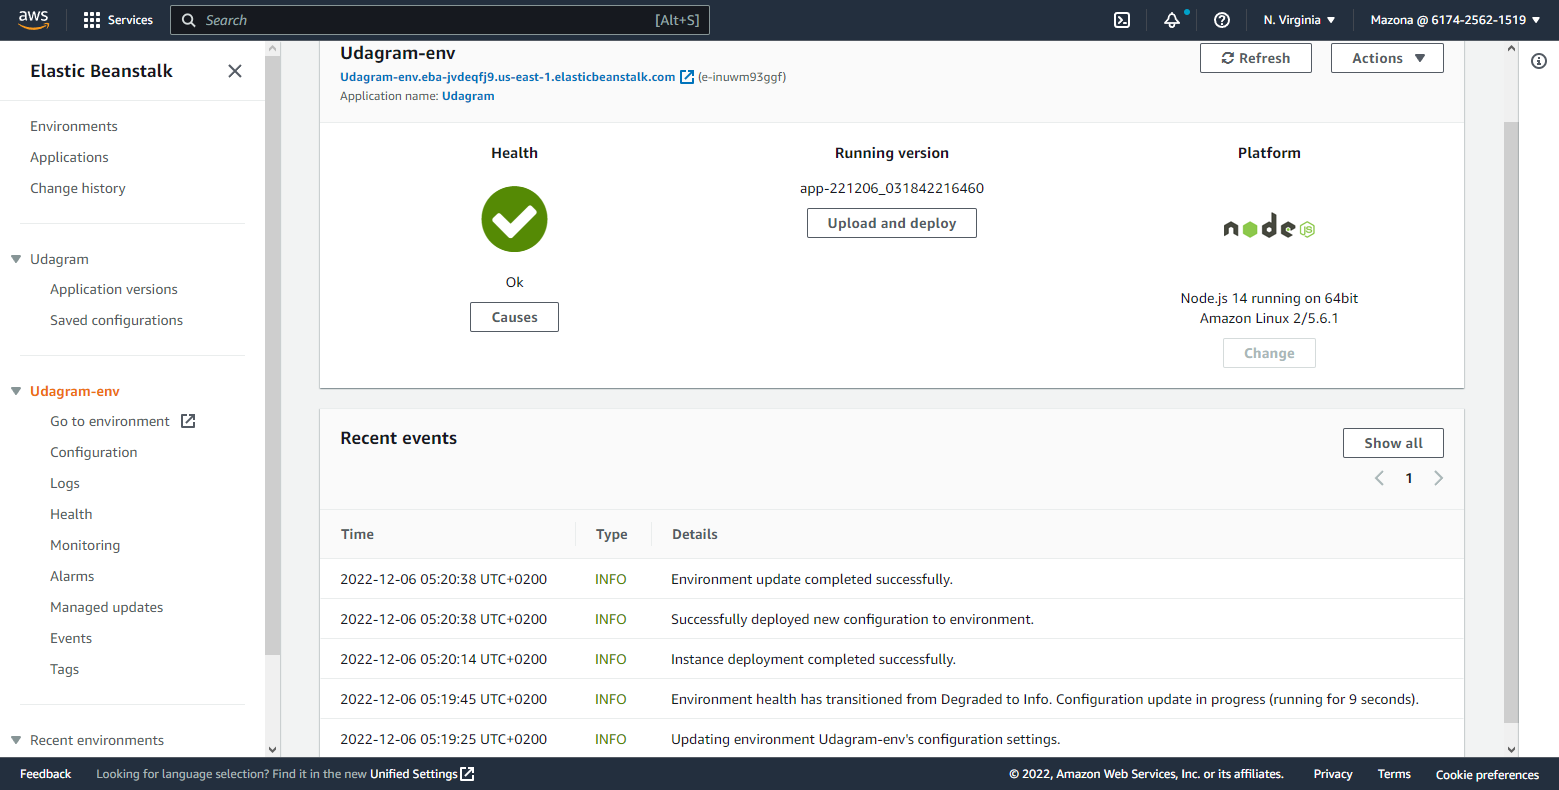 aws
Services
Search
[Alt+S]
N. Virginia ▼
Mazona @ 6174-2562-1519 ▼
Elastic Beanstalk
Environments
Applications
Change history
Udagram
Application versions
Saved configurations
Udagram-env
Go to environment
Configuration
Logs
Health
Monitoring
Alarms
Managed updates
Events
Tags
Recent environments
Udagram-env
Udagram-env.eba-jvdeqfj9.us-east-1.elasticbeanstalk.com (e-inuwm93ggf)
Application name: Udagram
Refresh
Actions ▼
Health
Ok
Causes
Running version
app-221206_031842216460
Upload and deploy
Platform
node
JS
Node.js 14 running on 64bit
Amazon Linux 2/5.6.1
Change
Recent events
Show all
1
Time Type Details
2022-12-06 05:20:38 UTC+0200 INFO Environment update completed successfully.
2022-12-06 05:20:38 UTC+0200 INFO Successfully deployed new configuration to environment.
2022-12-06 05:20:14 UTC+0200 INFO Instance deployment completed successfully.
2022-12-06 05:19:45 UTC+0200 INFO Environment health has transitioned from Degraded to Info. Configuration update in progress (running for 9 seconds).
2022-12-06 05:19:25 UTC+0200 INFO Updating environment Udagram-env's configuration settings.
Feedback
Looking for language selection? Find it in the new Unified Settings
© 2022, Amazon Web Services, Inc. or its affiliates.
Privacy
Terms
Cookie preferences